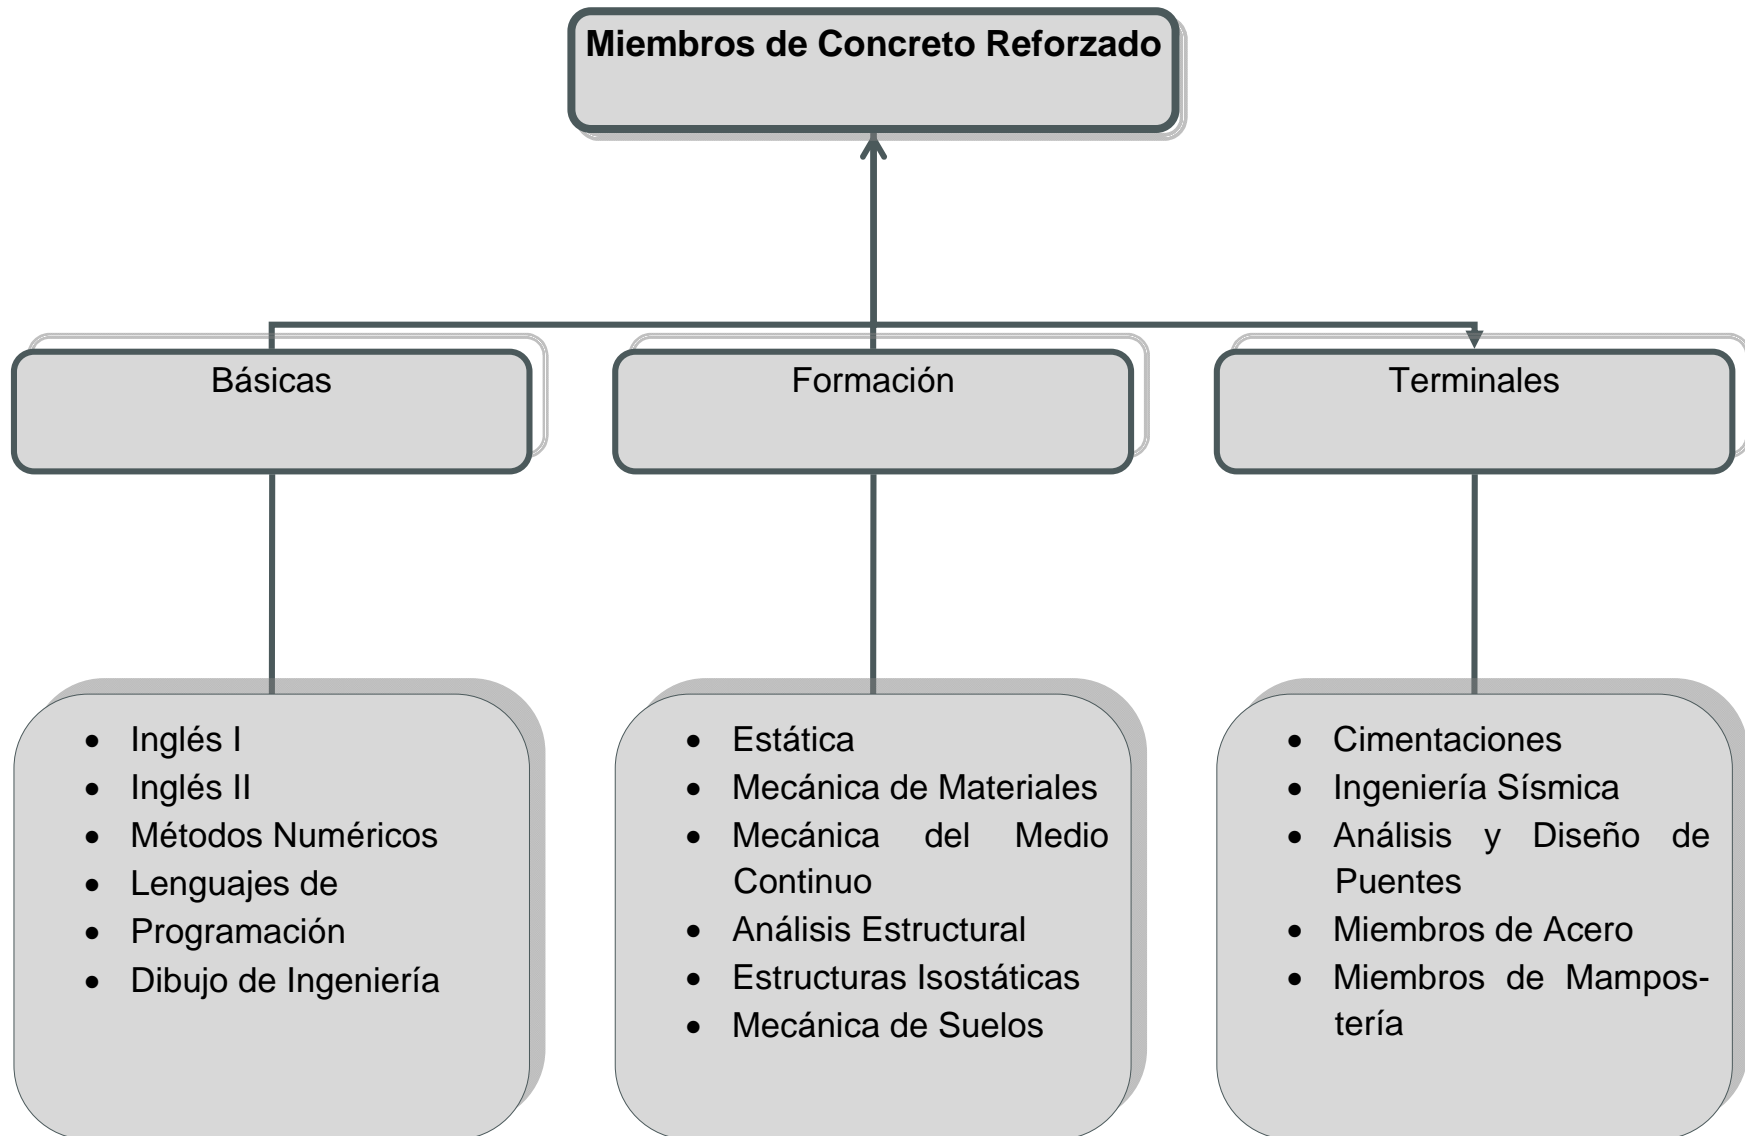 Miembros de Concreto Reforzado
Básicas
Formación
Terminales
• Inglés I
• Inglés II
• Métodos Numéricos
• Lenguajes de
• Programación
• Dibujo de Ingeniería
• Estática
• Mecánica de Materiales
• Mecánica del Medio
Continuo
• Análisis Estructural
• Estructuras Isostáticas
• Mecánica de Suelos
• Cimentaciones
• Ingeniería Sísmica
• Análisis y Diseño de
Puentes
• Miembros de Acero
• Miembros de Mampos-
tería